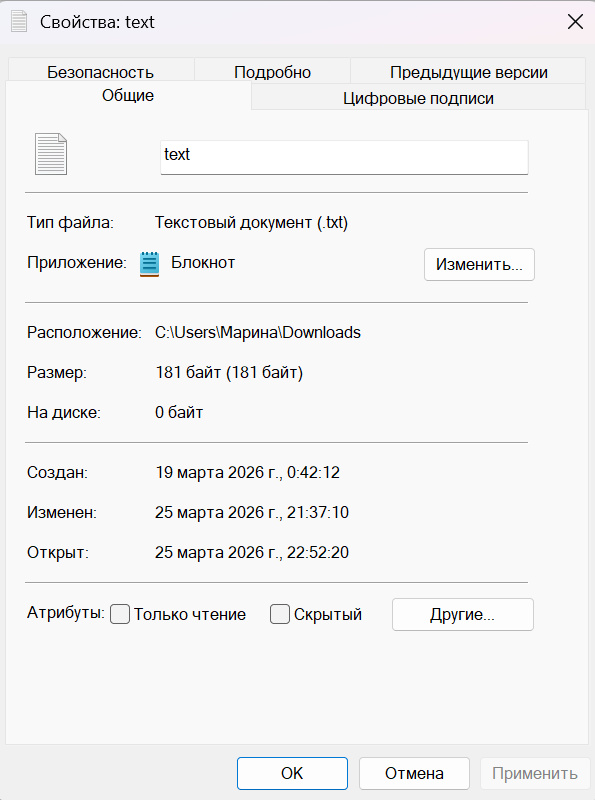 Свойства: text
Безопасность Подробно Предыдущие версии
Общие Цифровые подписи
text
Тип файла: Текстовый документ (.txt)
Приложение: Блокнот Изменить...
Расположение: C:\Users\Марина\Downloads
Размер: 181 байт (181 байт)
На диске: 0 байт
Создан: 19 марта 2026 г., 0:42:12
Изменен: 25 марта 2026 г., 21:37:10
Открыт: 25 марта 2026 г., 22:52:20
Атрибуты: Только чтение Скрытый Другие...
OK Отмена Применить